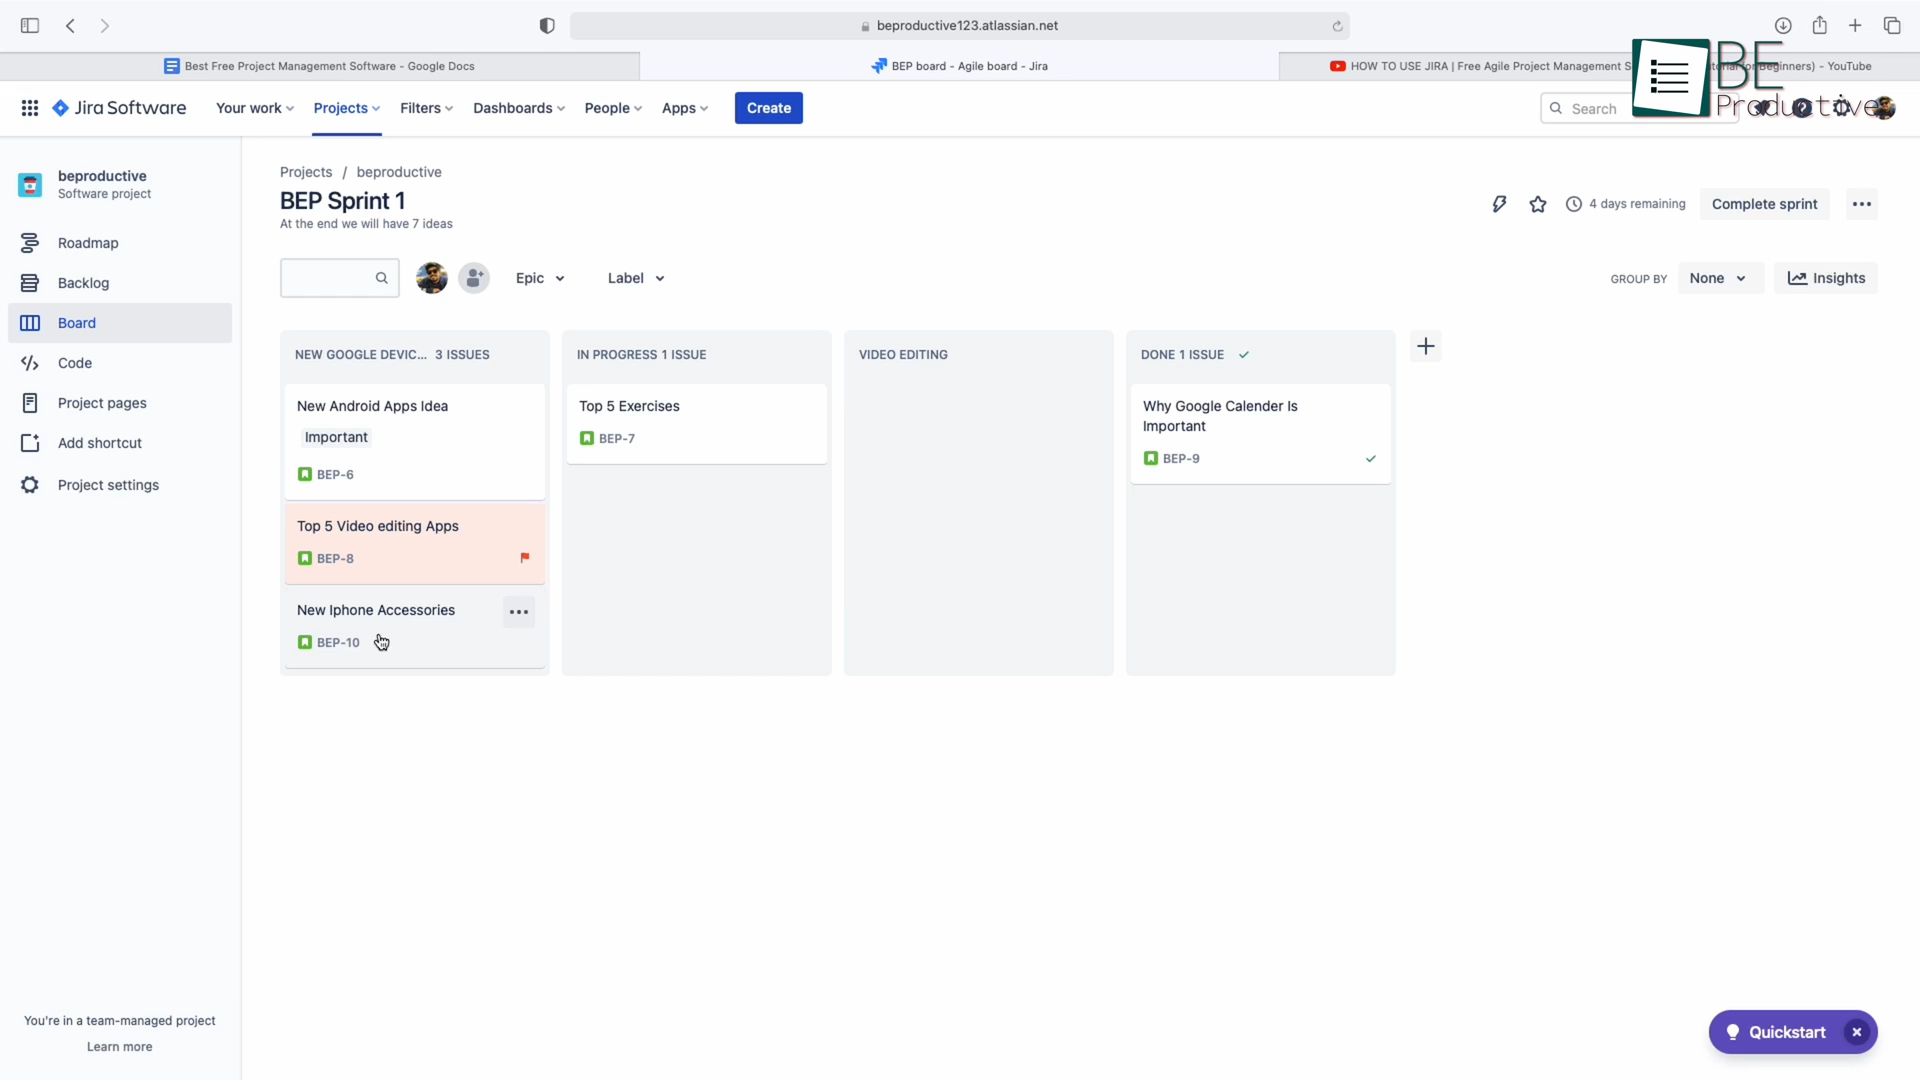 beproductive123.atlassian.net
Best Free Project Management Software - Google Docs
BEP board - Agile board - Jira
HOW TO USE JIRA | Free Agile Project Management
Beginners) - YouTube
BE
Productive
Jira Software
Your work
Projects
Filters
Dashboards
People
Apps
Create
Search
beproductive
Software project
Roadmap
Backlog
Board
Code
Project pages
Add shortcut
Project settings
Projects / beproductive
BEP Sprint 1
At the end we will have 7 ideas
4 days remaining
Complete sprint
Epic
Label
GROUP BY
None
Insights
NEW GOOGLE DEVIC... 3 ISSUES
New Android Apps Idea
Important
BEP-6
Top 5 Video editing Apps
BEP-8
New Iphone Accessories
BEP-10
IN PROGRESS 1 ISSUE
Top 5 Exercises
BEP-7
VIDEO EDITING
DONE 1 ISSUE
Why Google Calender Is
Important
BEP-9
You're in a team-managed project
Learn more
Quickstart